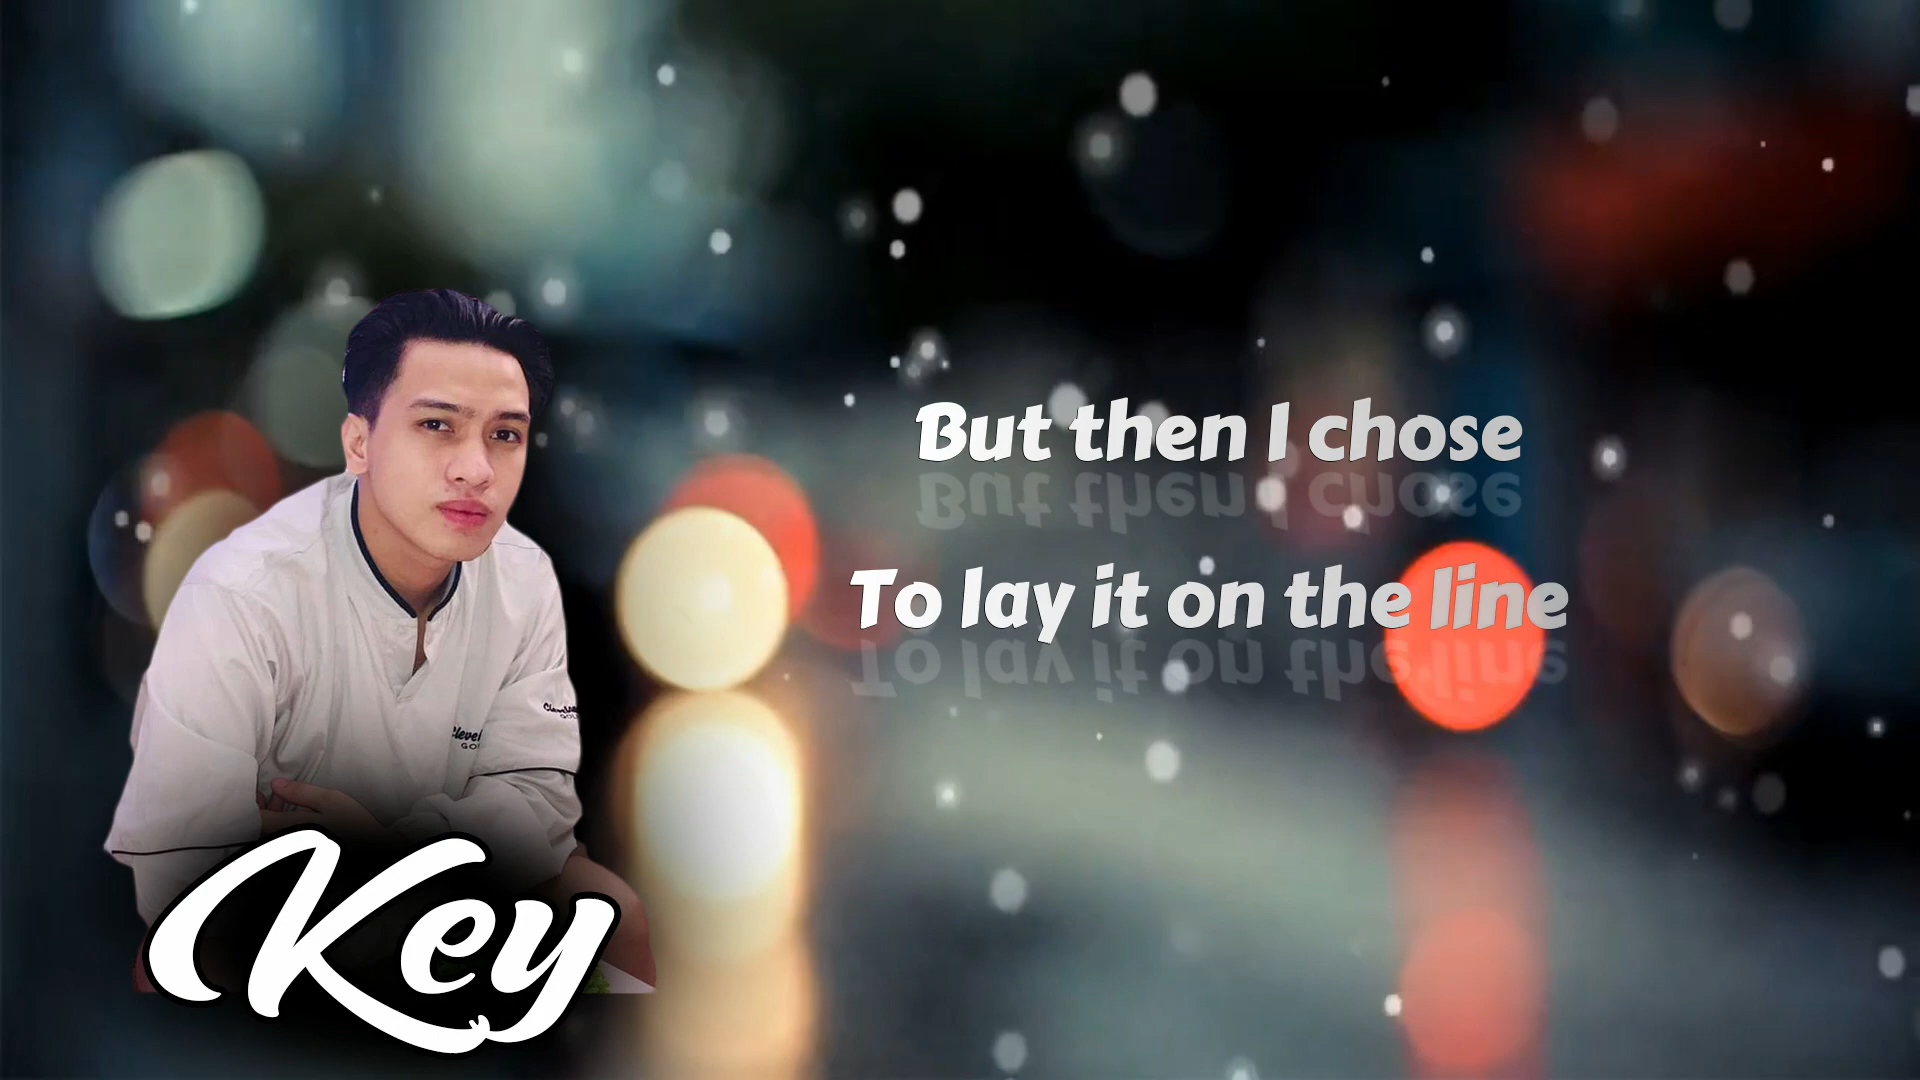 But then I chose
To lay it on the line
Key